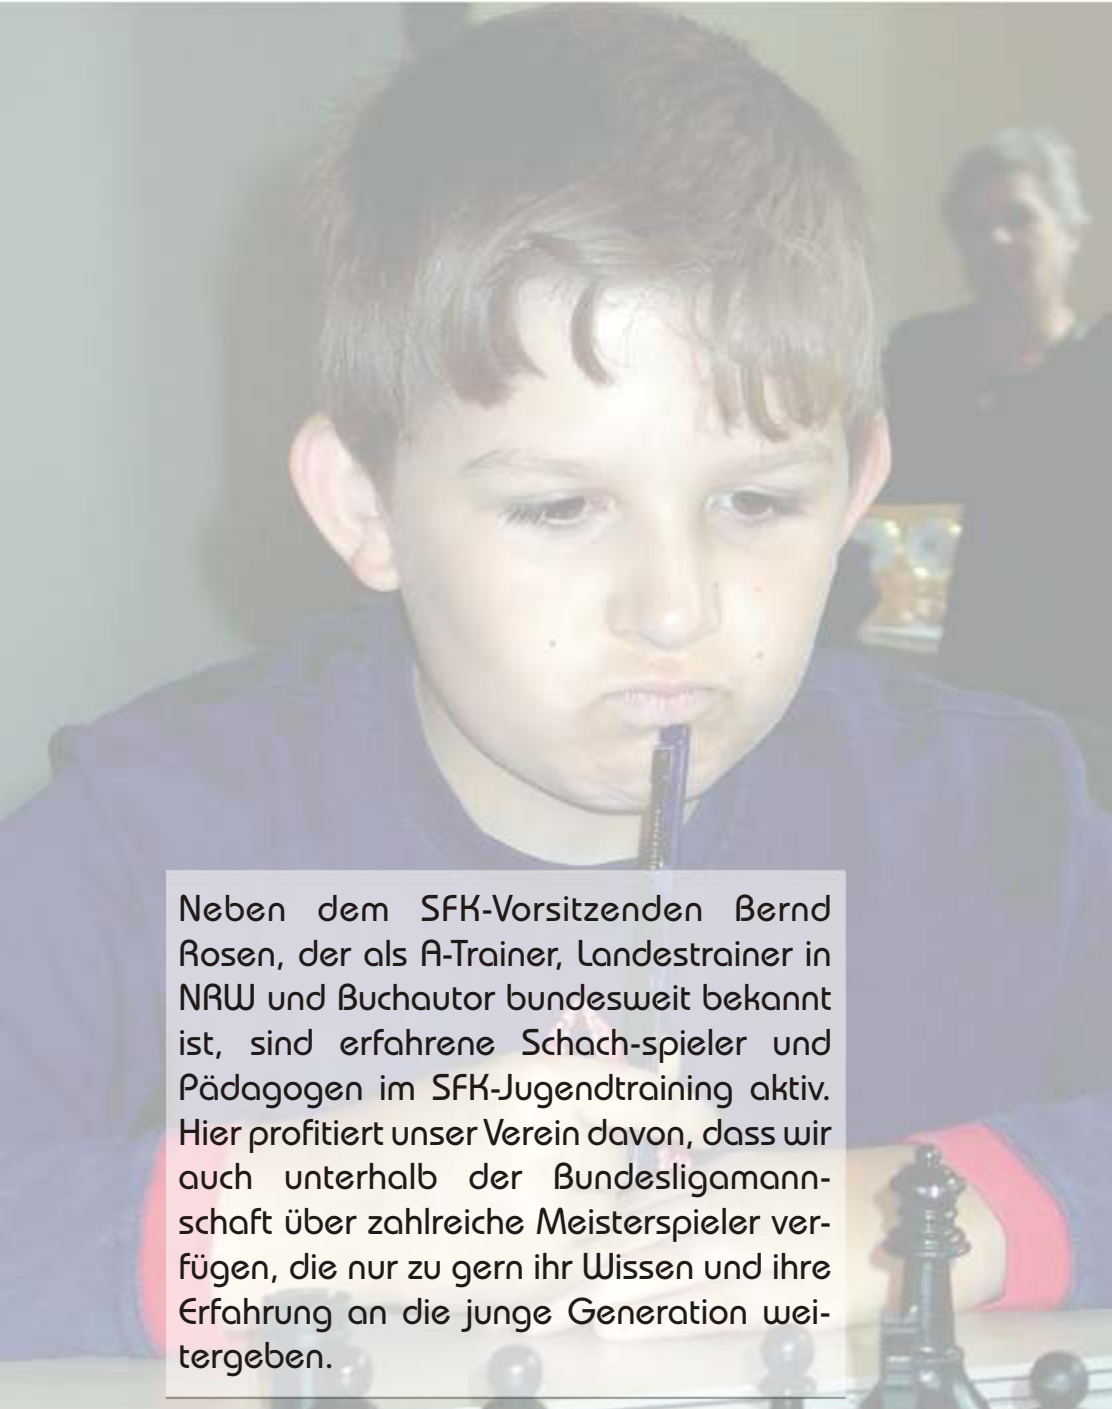 Neben dem SFK-Vorsitzenden Bernd
Rosen, der als A-Trainer, Landestrainer in
NRW und Buchautor bundesweit bekannt
ist, sind erfahrene Schach-spieler und
Pädagogen im SFK-Jugendtraining aktiv.
Hier profitiert unser Verein davon, dass wir
auch unterhalb der Bundesligamann-
schaft über zahlreiche Meisterspieler ver-
fügen, die nur zu gern ihr Wissen und ihre
Erfahrung an die junge Generation wei-
tergeben.